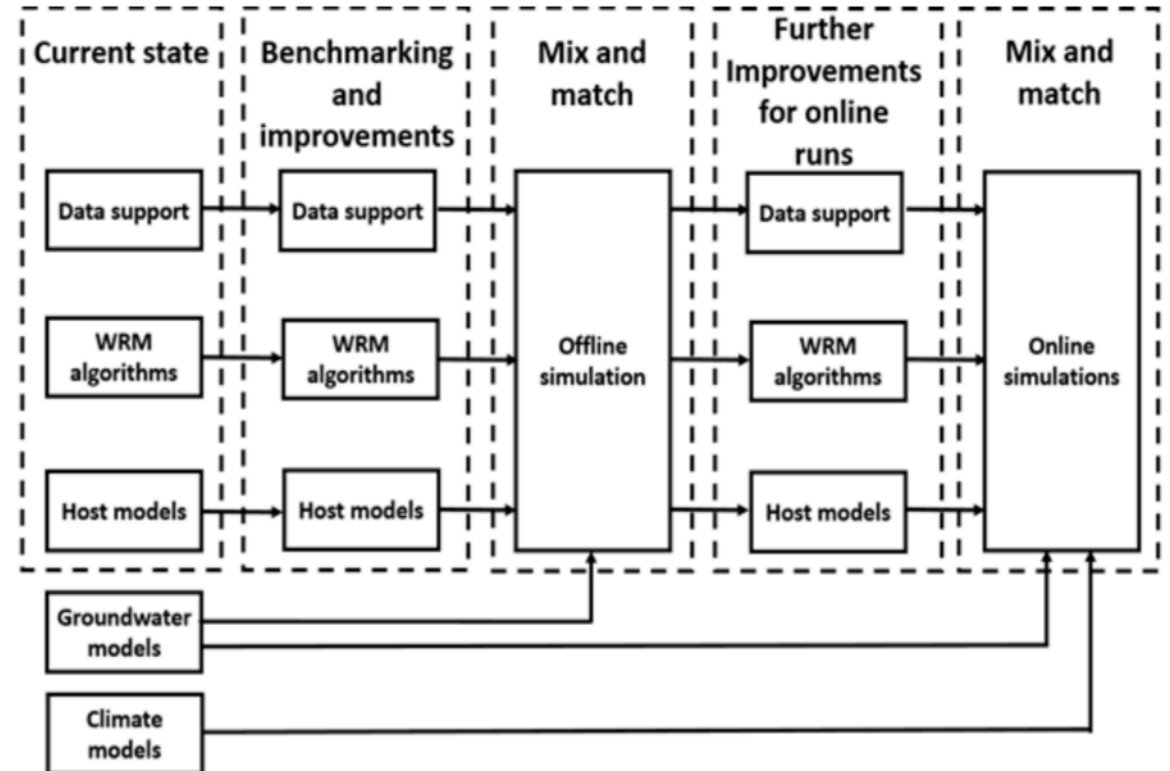 Current state
Benchmarking
and
improvements
Mix and
match
Further
Improvements
for online
runs
Mix and
match
Data support
Data support
Data support
WRM
algorithms
WRM
algorithms
Offline
simulation
WRM
algorithms
Online
simulations
Host models
Host models
Host models
Groundwater
models
Climate
models